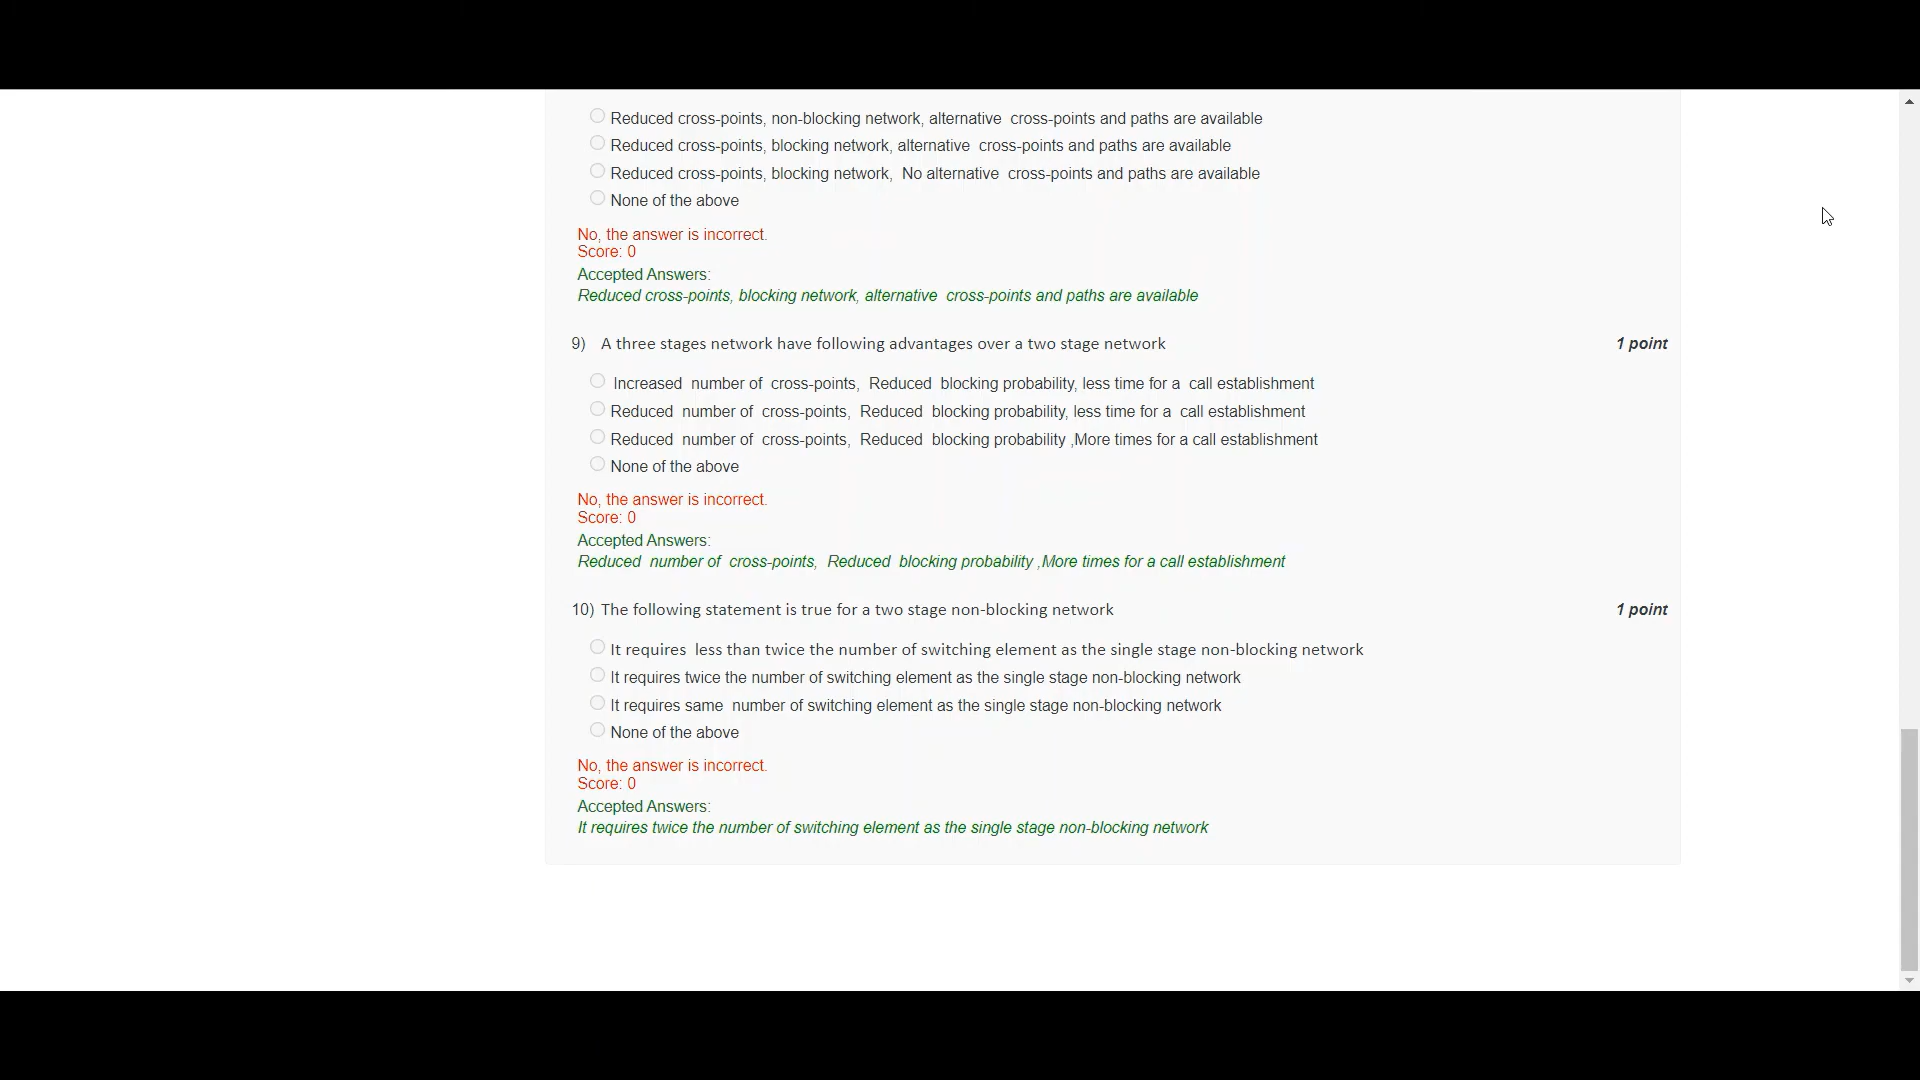 Reduced cross-points, non-blocking network, alternative cross-points and paths are available
Reduced cross-points, blocking network, alternative cross-points and paths are available
Reduced cross-points, blocking network, No alternative cross-points and paths are available
None of the above
No, the answer is incorrect.
Score: 0
Accepted Answers:
Reduced cross-points, blocking network, alternative cross-points and paths are available
9) A three stages network have following advantages over a two stage network 1 point
Increased number of cross-points, Reduced blocking probability, less time for a call establishment
Reduced number of cross-points, Reduced blocking probability, less time for a call establishment
Reduced number of cross-points, Reduced blocking probability ,More times for a call establishment
None of the above
No, the answer is incorrect.
Score: 0
Accepted Answers:
Reduced number of cross-points, Reduced blocking probability ,More times for a call establishment
10) The following statement is true for a two stage non-blocking network 1 point
It requires less than twice the number of switching element as the single stage non-blocking network
It requires twice the number of switching element as the single stage non-blocking network
It requires same number of switching element as the single stage non-blocking network
None of the above
No, the answer is incorrect.
Score: 0
Accepted Answers:
It requires twice the number of switching element as the single stage non-blocking network